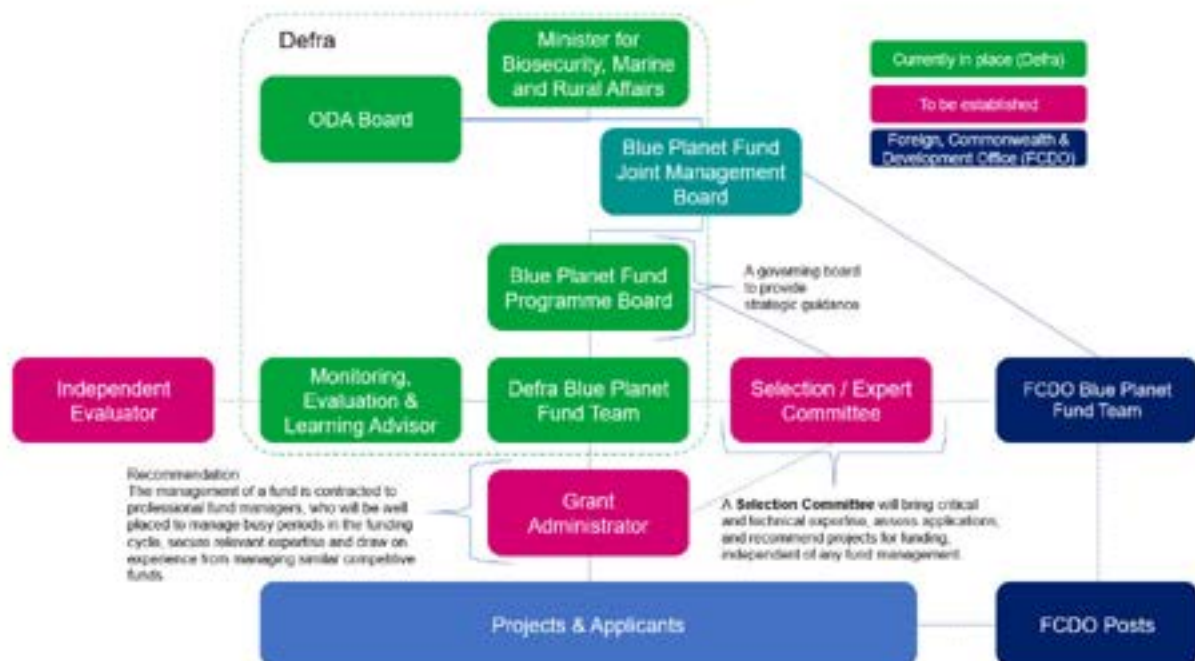 Defra
Minister for
Biosecurity, Marine
and Rural Affairs
ODA Board
Currently in place (Defra)
To be established
Foreign, Commonwealth &
Development Office (FCDO)
Blue Planet Fund
Joint Management
Board
Blue Planet Fund
Programme Board
A governing board
to provide
strategic guidance
Independent
Evaluator
Monitoring,
Evaluation &
Learning Advisor
Defra Blue Planet
Fund Team
Selection / Expert
Committee
FCDO Blue Planet
Fund Team
Recommendation
The management of a fund is contracted to
professional fund managers, who will be well
placed to manage busy periods in the funding
cycle, secure relevant expertise and draw on
experience from managing similar competitive
funds
Grant
Administrator
A Selection Committee will bring critical
and technical expertise, assess applications,
and recommend projects for funding,
independent of any fund management
Projects & Applicants
FCDO Posts